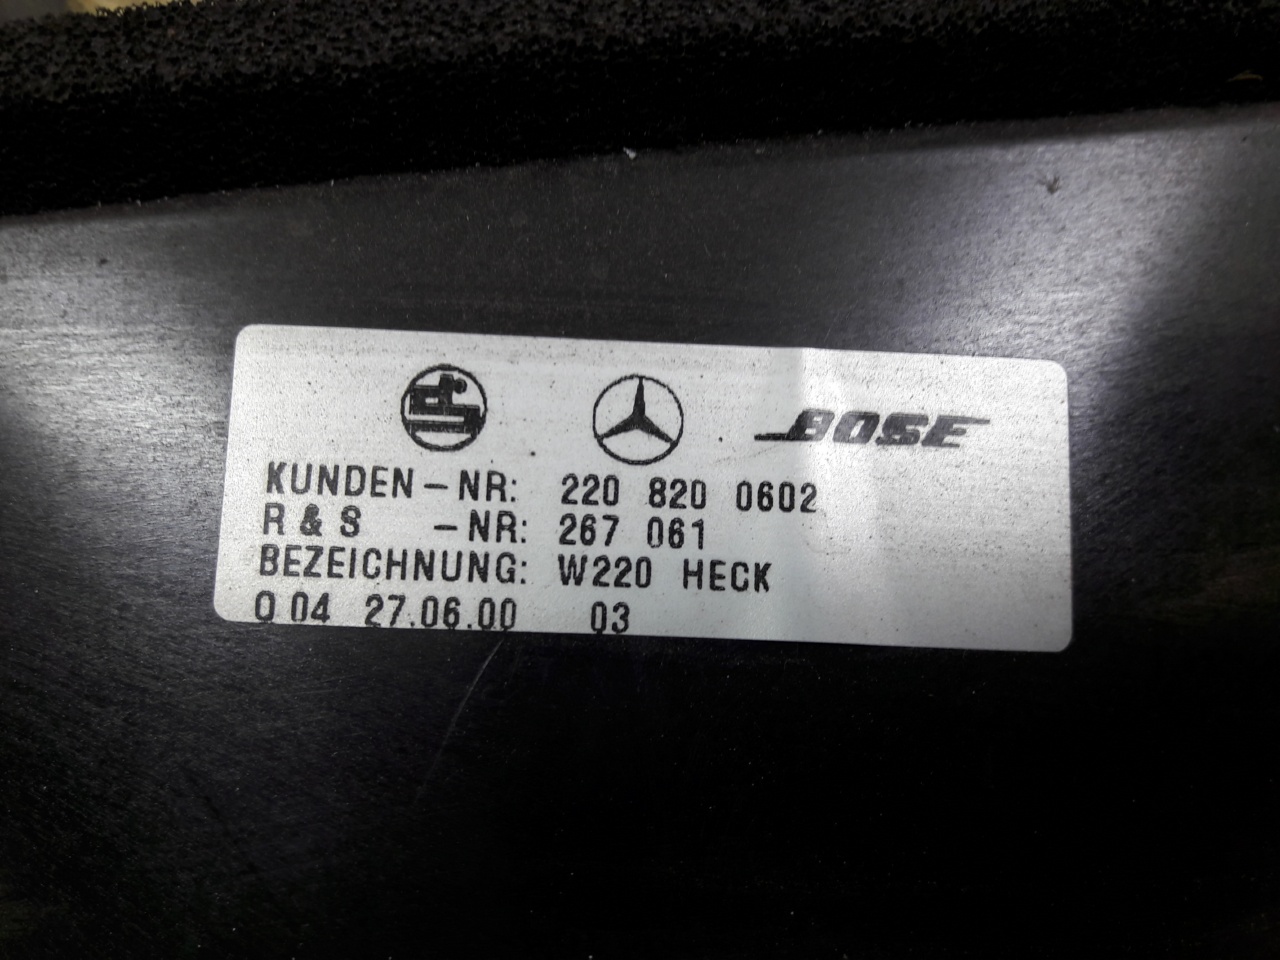 BOSE
KUNDEN-NR: 220 820 0602
R & S -NR: 267 061
BEZEICHNUNG: W220 HECK
0 04 27.06.00 03